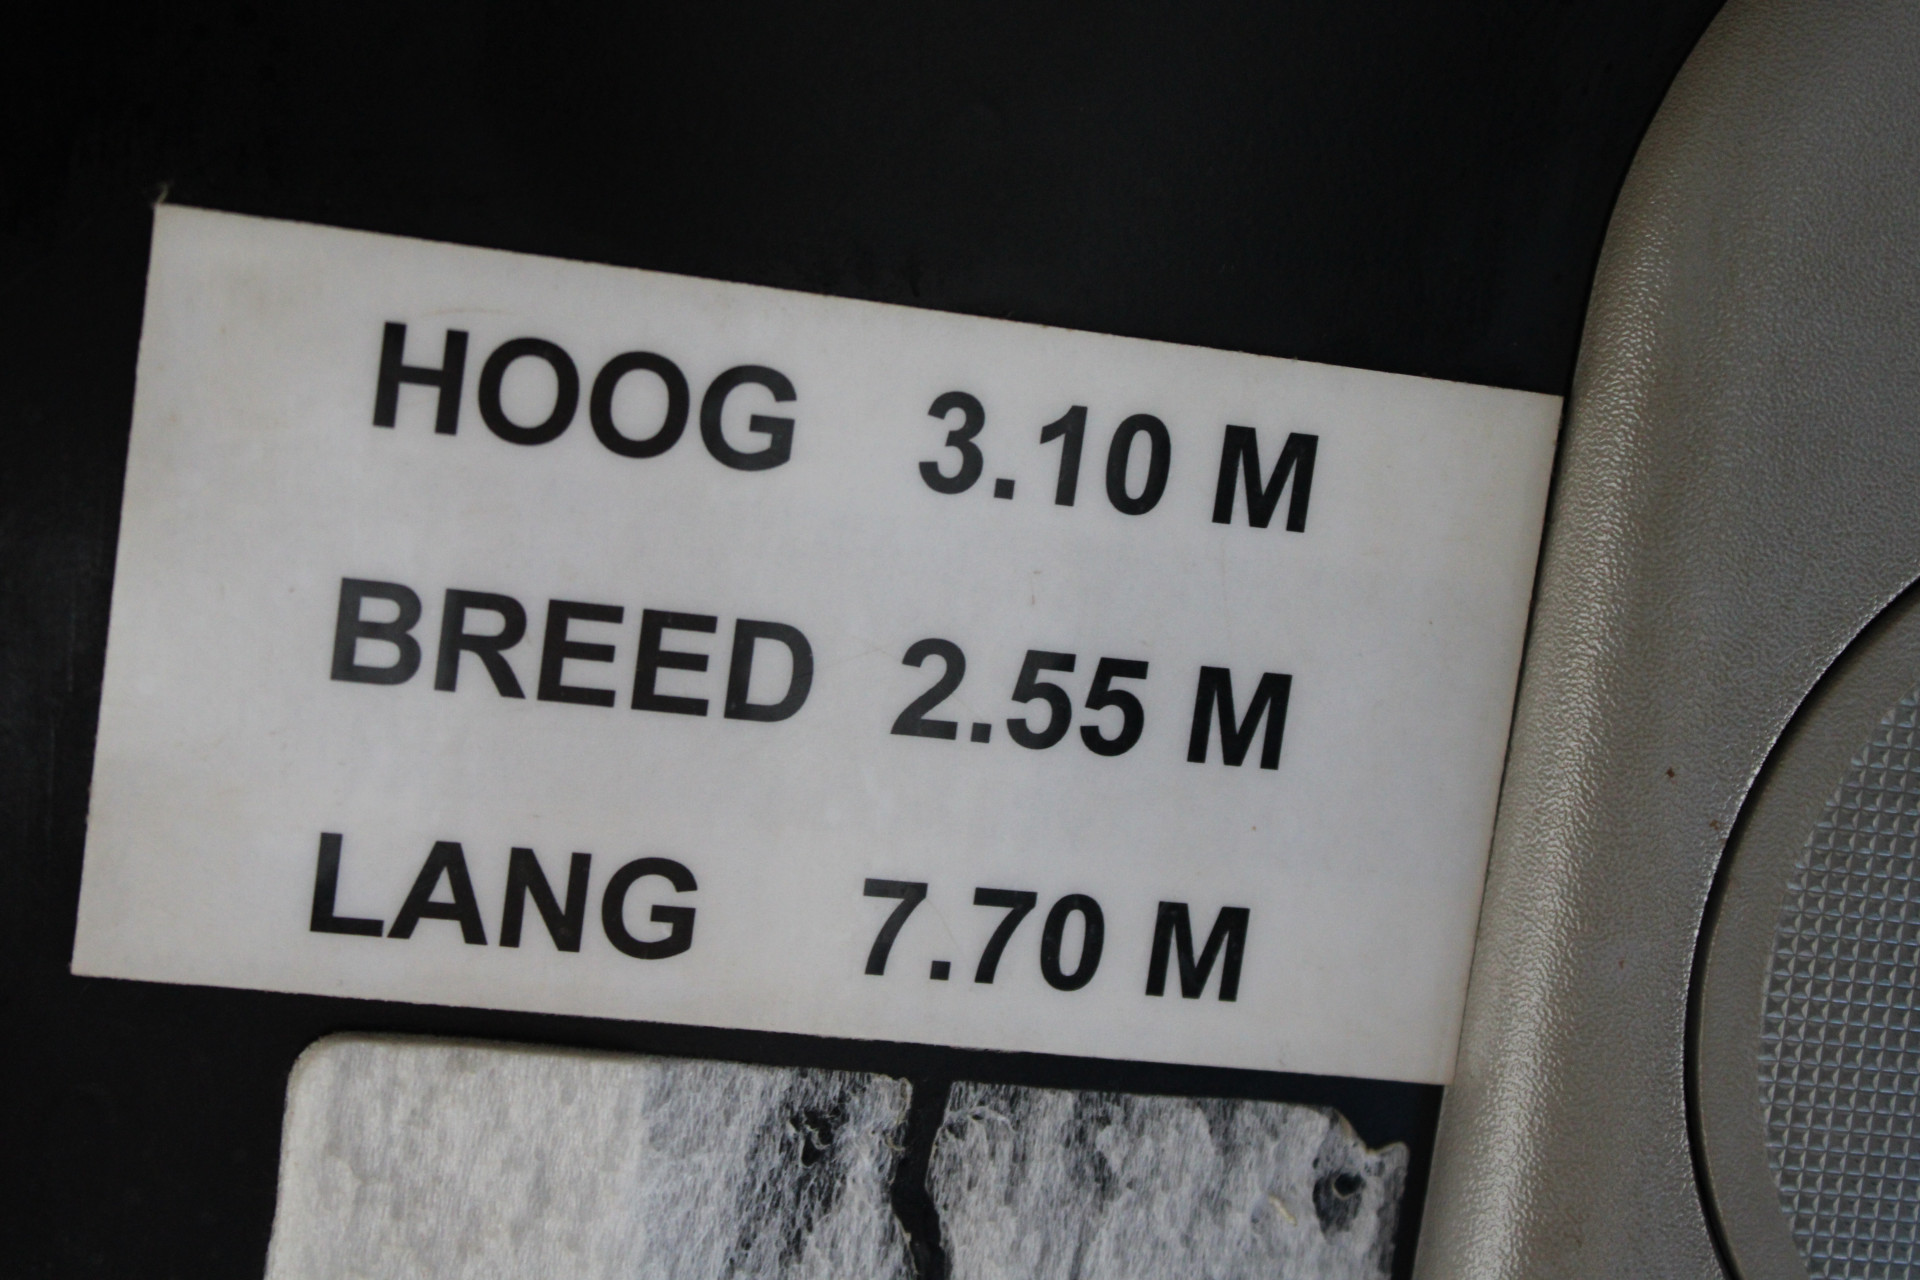 HOOG 3.10 M
BREED 2.55 M
LANG 7.70 M